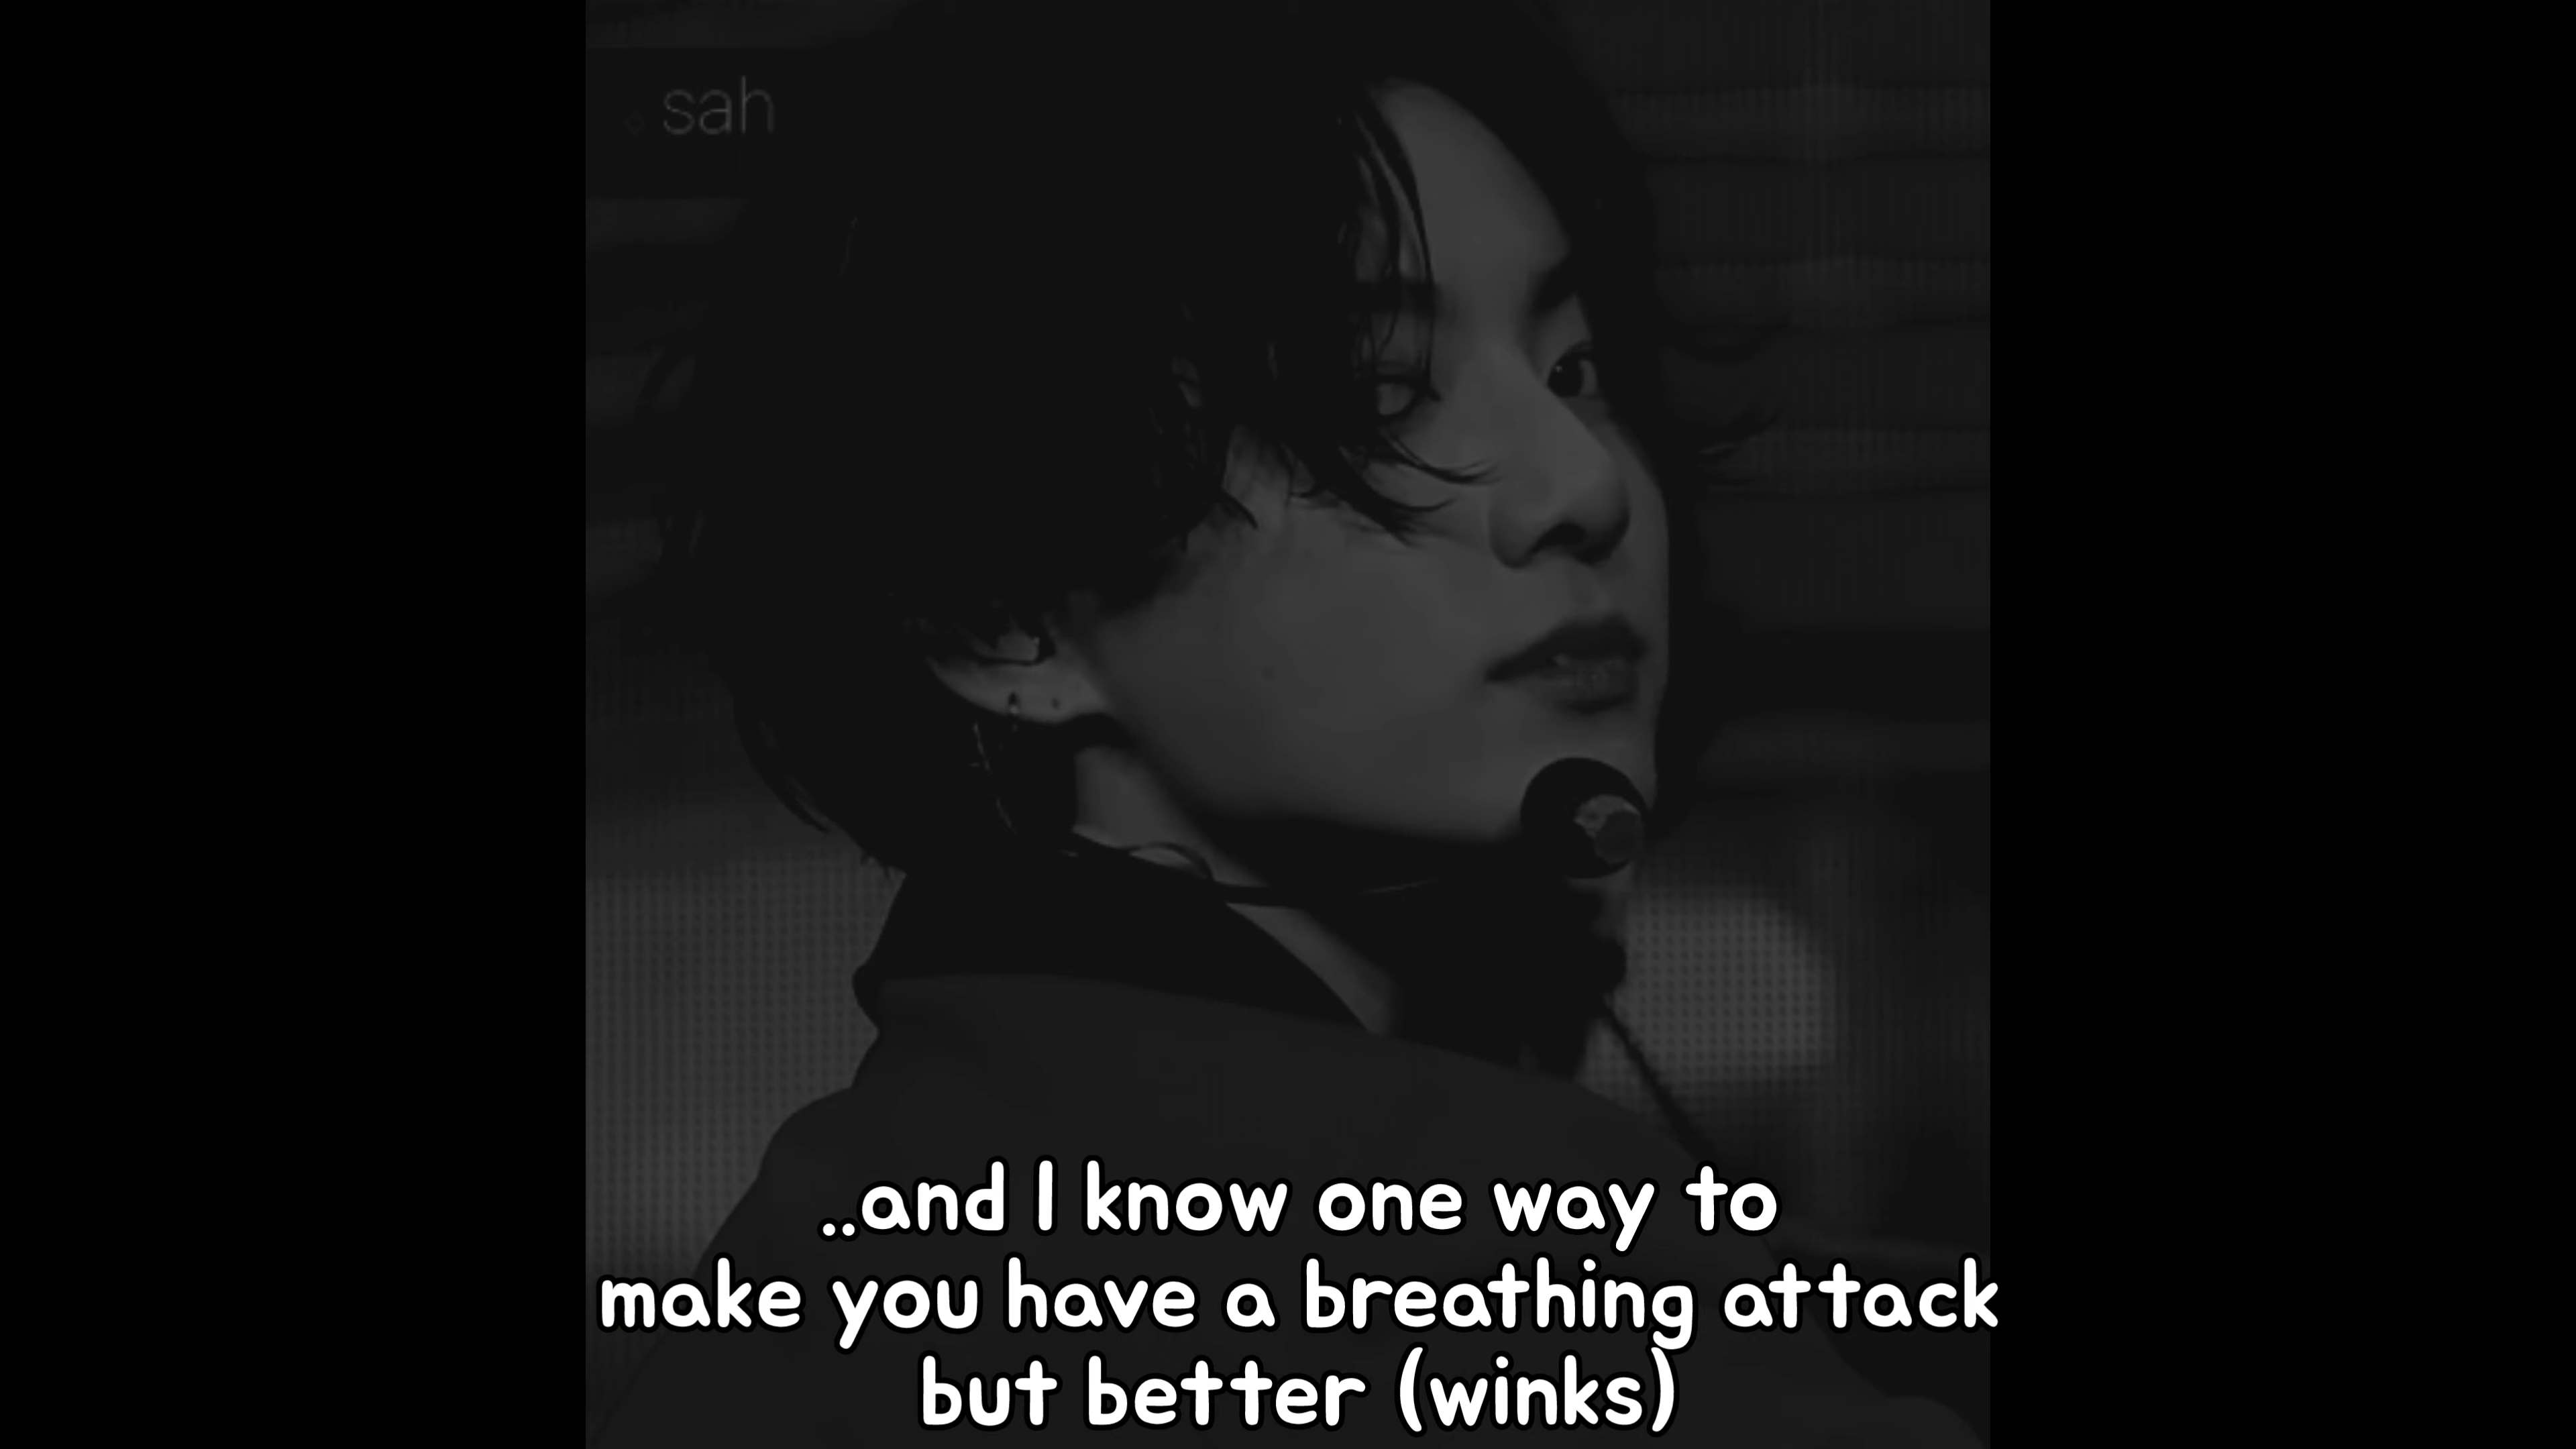 sah
..and I know one way to
make you have a breathing attack
but better (winks)